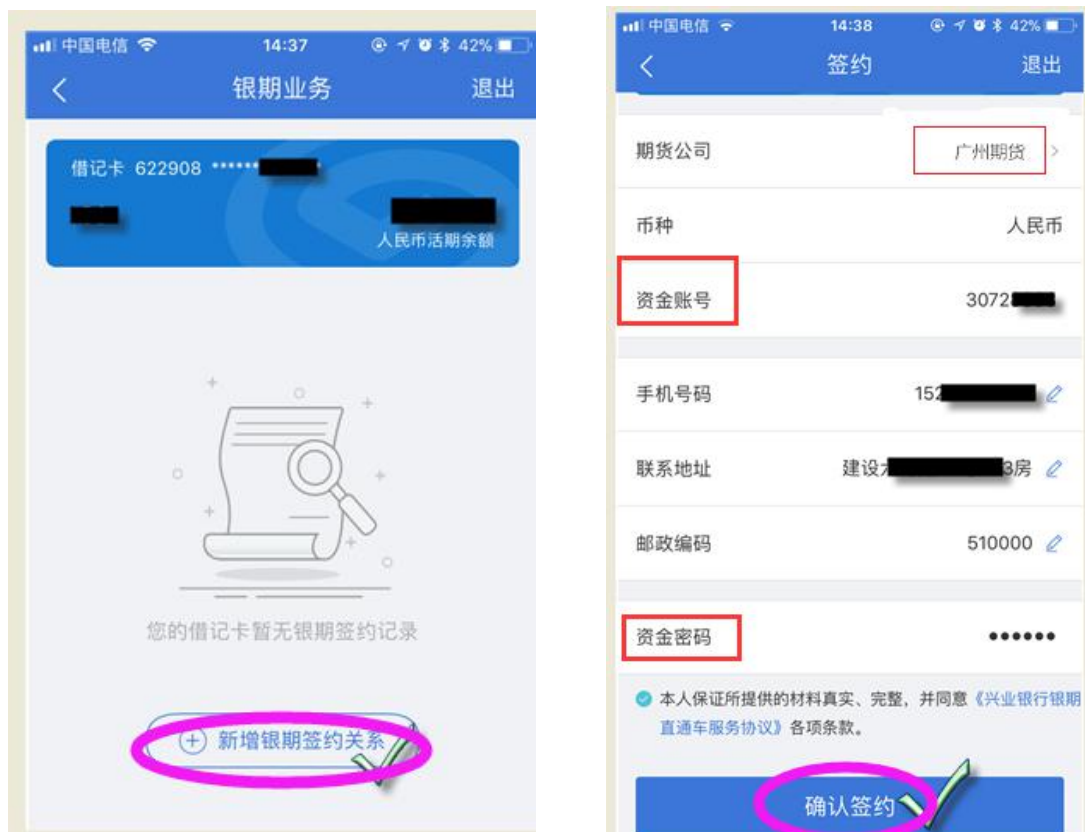 中国电信 14:37 42%
银期业务 退出
借记卡 622908 ******
人民币活期余额
您的借记卡暂无银期签约记录
新增银期签约关系
中国电信 14:38 42%
签约 退出
期货公司 广州期货
币种 人民币
资金账号 3072
手机号码 152
联系地址 建设 房
邮政编码 510000
资金密码 ••••••
本人保证所提供的材料真实、完整，并同意《兴业银行银期
直通车服务协议》各项条款。
确认签约